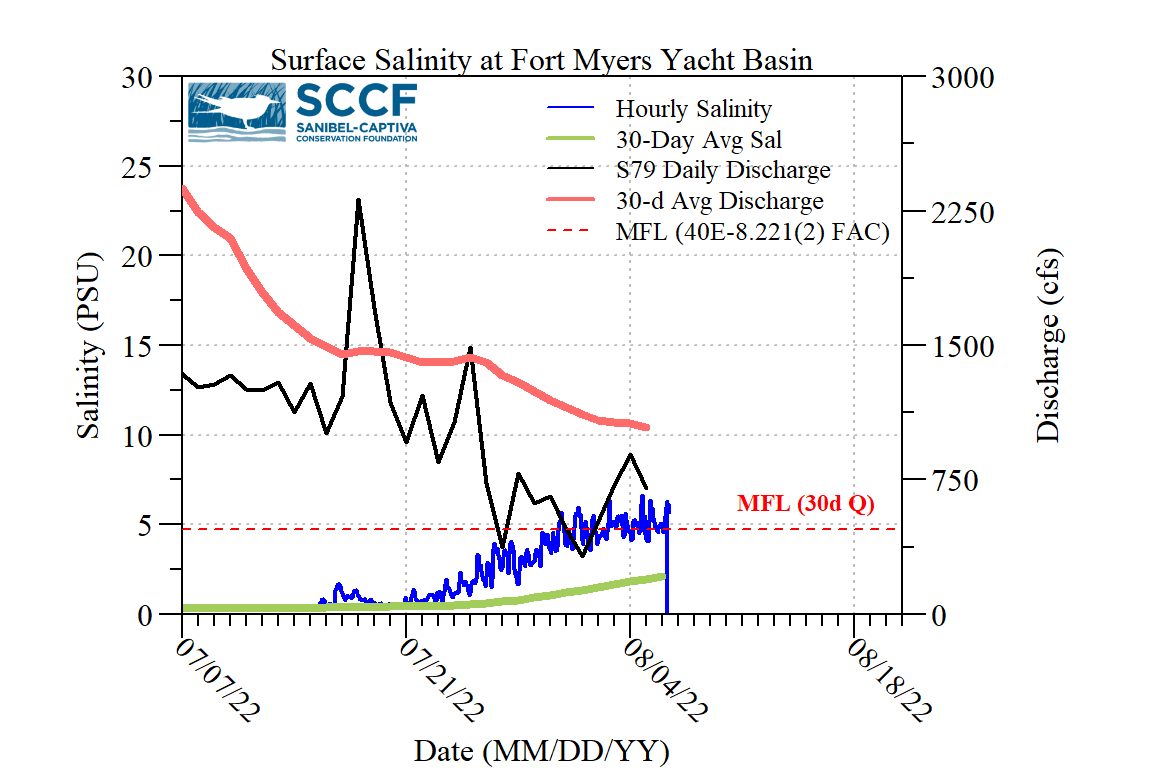 Surface Salinity at Fort Myers Yacht Basin
SCCF
SANIBEL-CAPTIVA
CONSERVATION FOUNDATION
Hourly Salinity
30-Day Avg Sal
S79 Daily Discharge
30-d Avg Discharge
MFL (40E-8.221(2) FAC)
30
25
20
15
10
5
0
Salinity (PSU)
3000
2250
1500
750
0
Discharge (cfs)
MFL (30d Q)
07/07/22
07/21/22
08/04/22
08/18/22
Date (MM/DD/YY)